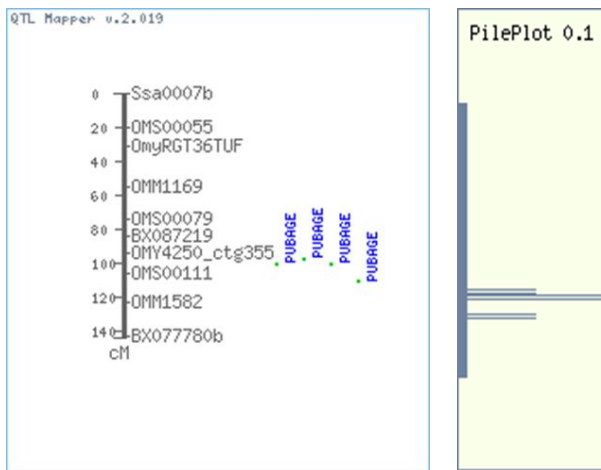 QTL Mapper v.2.019
PilePlot 0.1
0 Ssa0007b
20 OMS00055
OmyRGT36TUF
40
OMM1169
60
OMS00079
80 BX087219
OMY4250_ctg355
100
OMS00111
120 OMM1582
140 BX077780b
cM
PUBAGE
PUBAGE
PUBAGE
PUBAGE